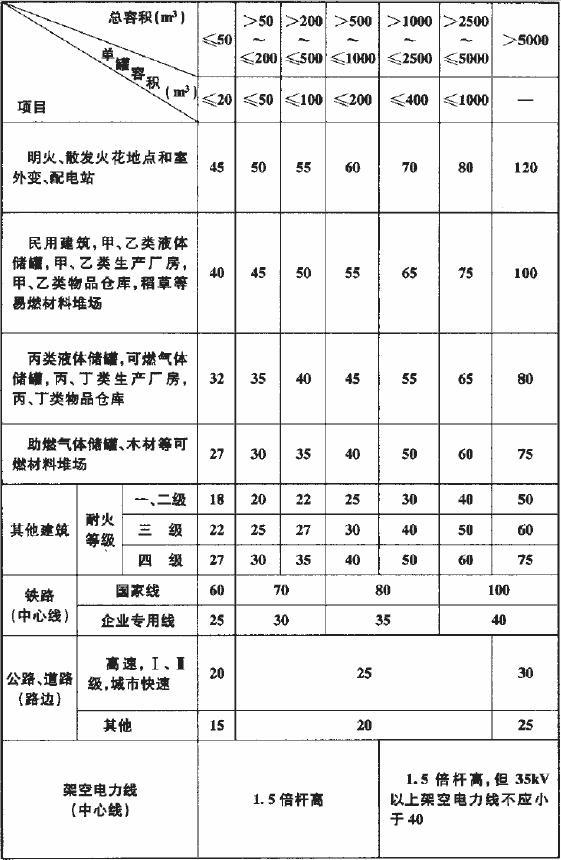 总容积(m³)
单罐容积(m³)
项目
≤50
>50
~
≤200
>200
~
≤500
>500
~
≤1000
>1000
~
≤2500
>2500
~
≤5000
>5000
≤20 ≤50 ≤100 ≤200 ≤400 ≤1000 —
明火、散发火花地点和室
外变、配电站
45 50 55 60 70 80 120
民用建筑,甲、乙类液体
储罐,甲、乙类生产厂房,
甲、乙类物品仓库,稻草等
易燃材料堆场
40 45 50 55 65 75 100
丙类液体储罐,可燃气体
储罐,丙、丁类生产厂房,
丙、丁类物品仓库
32 35 40 45 55 65 80
助燃气体储罐、木材等可
燃材料堆场
27 30 35 40 50 60 75
其他建筑
耐火
等级
一、二级 18 20 22 25 30 40 50
三 级 22 25 27 30 40 50 60
四 级 27 30 35 40 50 60 75
铁路
(中心线)
国家线 60 70 80 100
企业专用线 25 30 35 40
公路、道路
(路边)
高速,Ⅰ、Ⅱ
级,城市快速
20 25 30
其他 15 20 25
架空电力线
(中心线)
1.5倍杆高
1.5倍杆高,但35kV
以上架空电力线不应小
于40